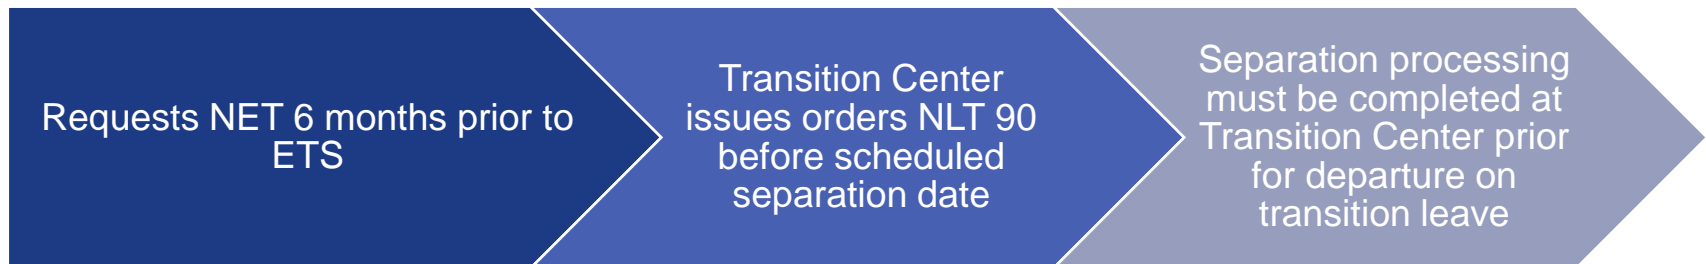 Requests NET 6 months prior to
ETS
Transition Center
issues orders NLT 90
before scheduled
separation date
Separation processing
must be completed at
Transition Center prior
for departure on
transition leave